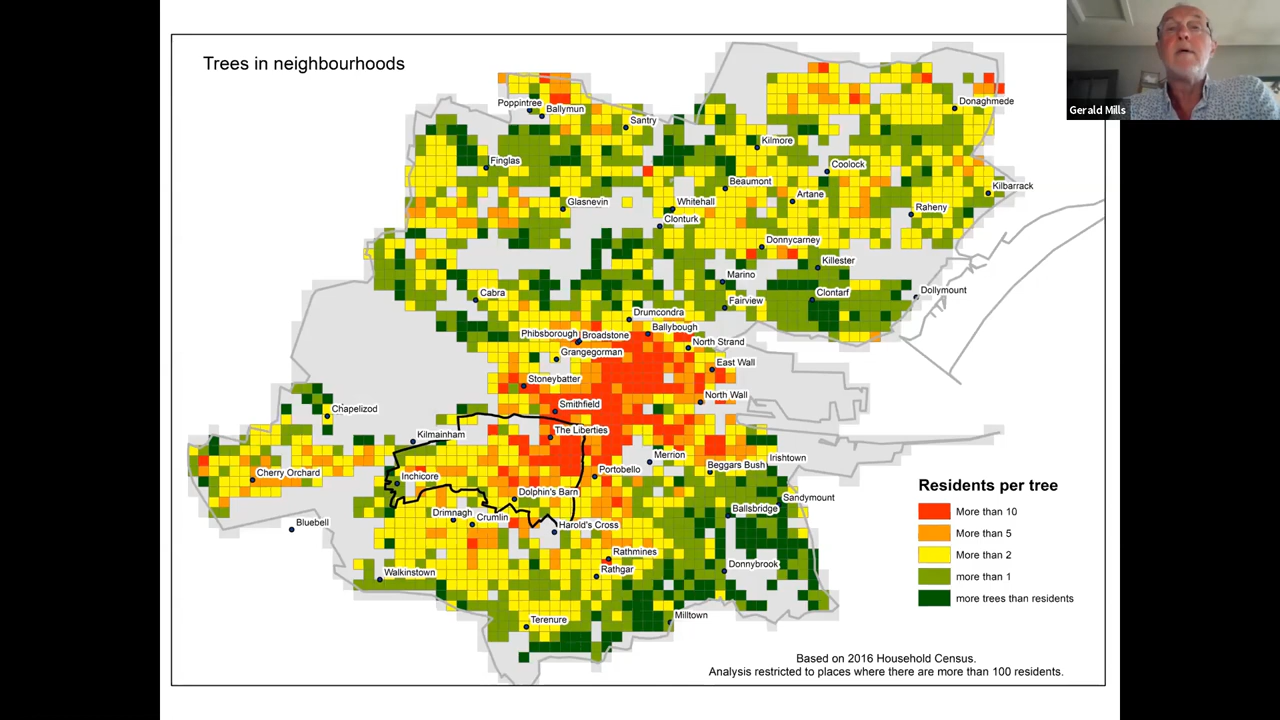 Trees in neighbourhoods
Gerald Mills
Poppintree
Ballymun
Donaghmede
Santry
Kilmore
Finglas
Coolock
Beaumont
Kilbarrack
Artane
Glasnevin
Whitehall
Raheny
Clonturk
Donnycarney
Killester
Marino
Cabra
Clontarf
Dollymount
Fairview
Drumcondra
Ballybough
Phibsborough
Broadstone
North Strand
Grangegorman
East Wall
Stoneybatter
North Wall
Smithfield
Chapelizod
The Liberties
Kilmainham
Merrion
Irishtown
Beggars Bush
Portobello
Cherry Orchard
Inchicore
Dolphin's Barn
Sandymount
Ballsbridge
Drimnagh
Crumlin
Harold's Cross
Bluebell
Rathmines
Donnybrook
Rathgar
Walkinstown
Milltown
Terenure
Residents per tree
More than 10
More than 5
More than 2
more than 1
more trees than residents
Based on 2016 Household Census.
Analysis restricted to places where there are more than 100 residents.